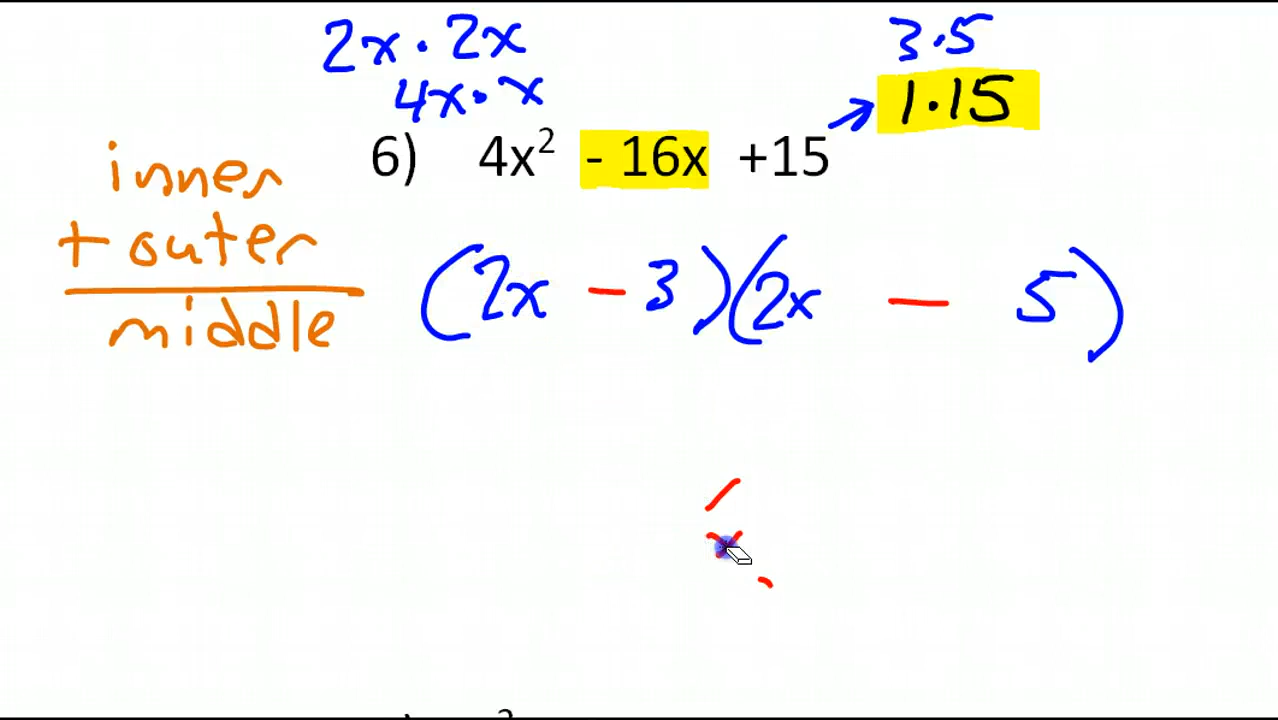 2x · 2x
3 · 5
4x · x
1 · 15
6) 4x² - 16x +15
inner
+ outer
middle
(2x - 3)(2x - 5)